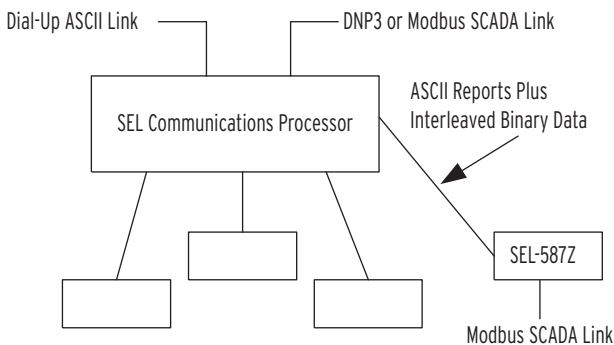 Dial-Up ASCII Link
DNP3 or Modbus SCADA Link
SEL Communications Processor
ASCII Reports Plus
Interleaved Binary Data
SEL-587Z
Modbus SCADA Link